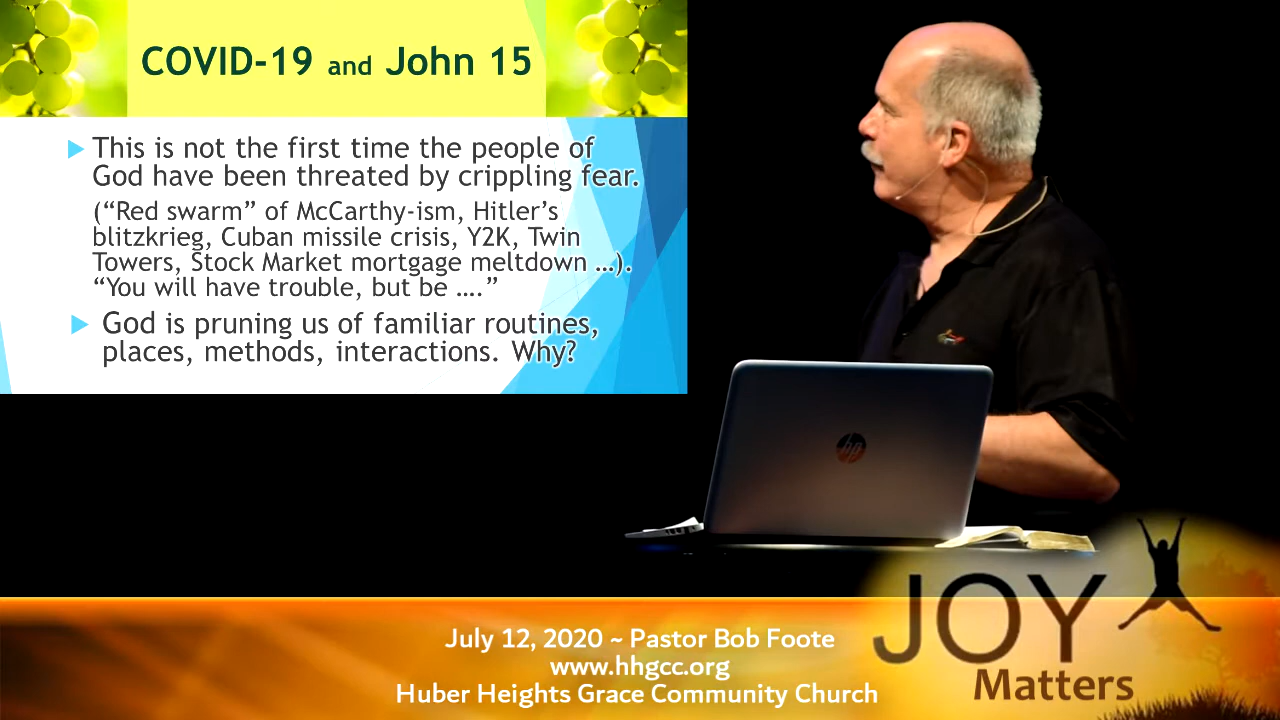 COVID-19 and John 15
This is not the first time the people of
God have been threated by crippling fear.
(“Red swarm” of McCarthy-ism, Hitler’s
blitzkrieg, Cuban missile crisis, Y2K, Twin
Towers, Stock Market mortgage meltdown …).
“You will have trouble, but be ….”
God is pruning us of familiar routines,
places, methods, interactions. Why?
hp
July 12, 2020 ~ Pastor Bob Foote
www.hhgcc.org
Huber Heights Grace Community Church
JOY
Matters